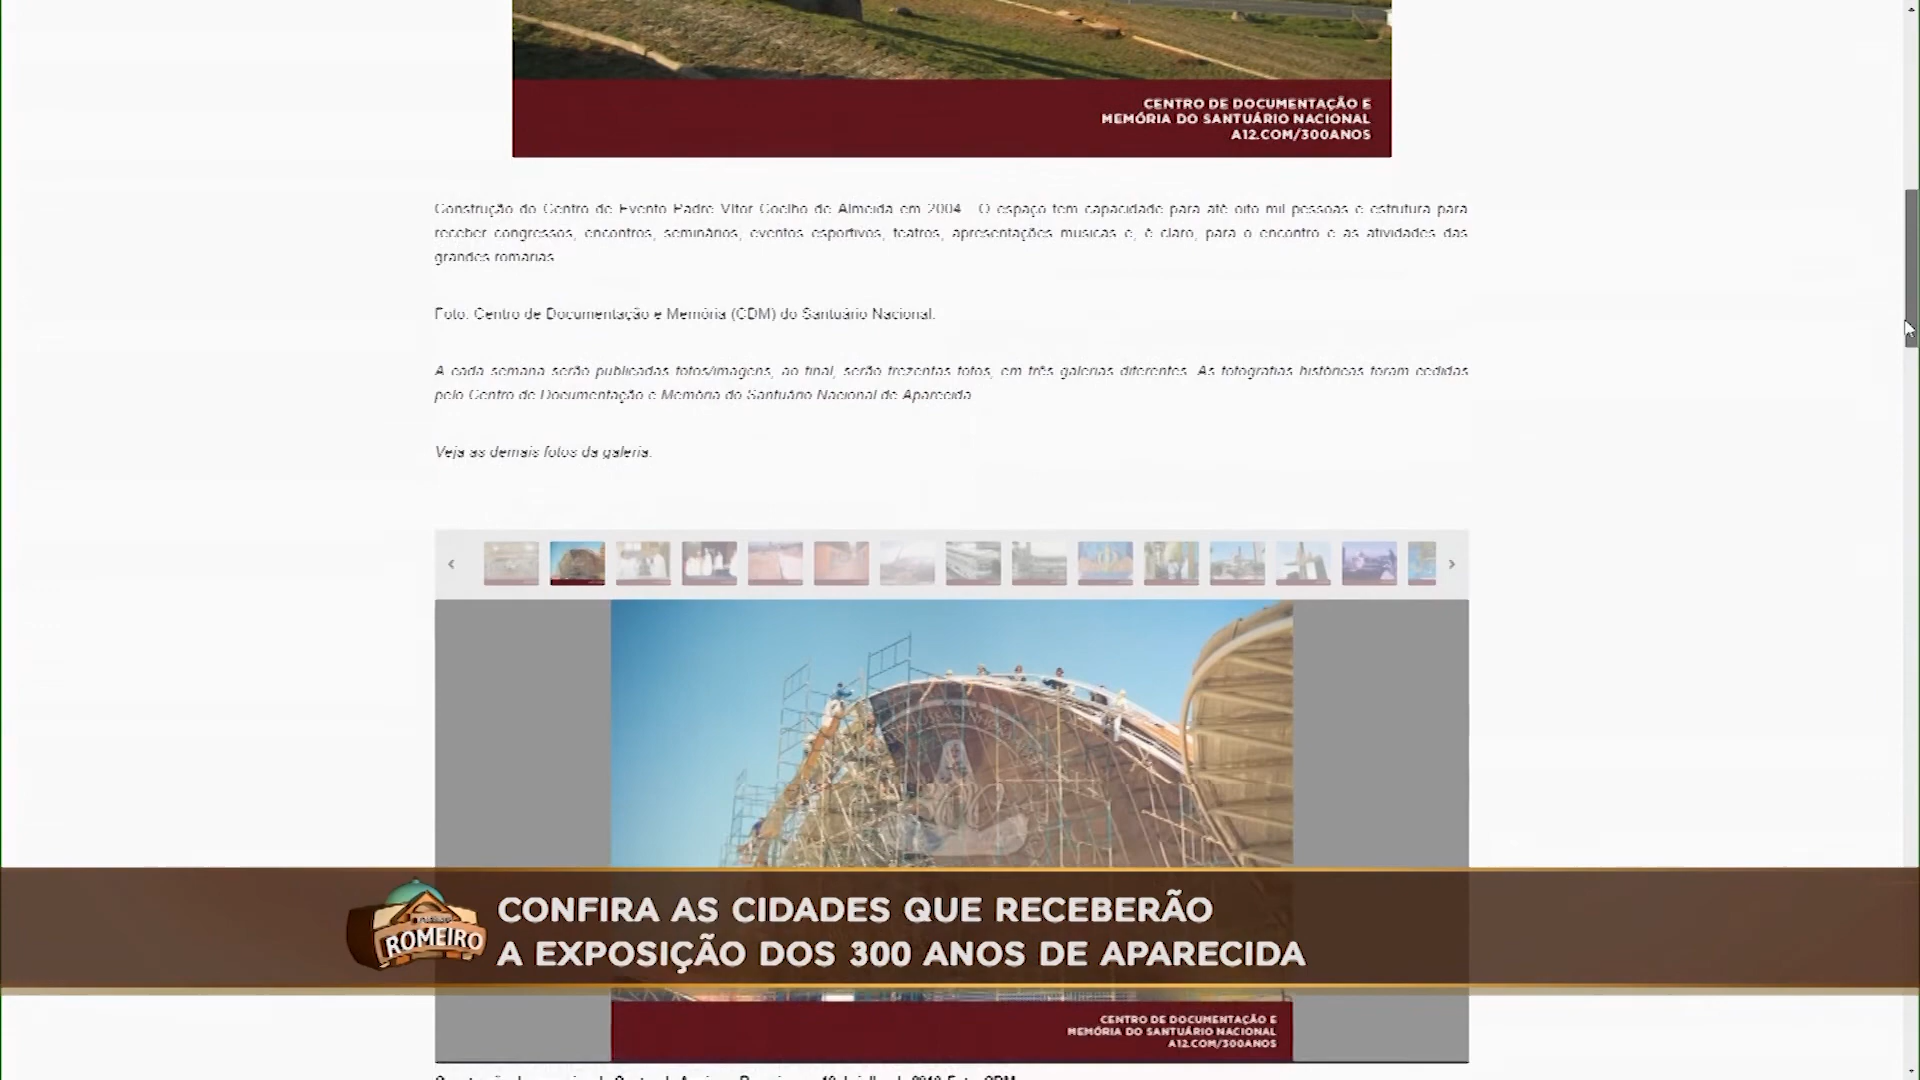 CENTRO DE DOCUMENTAÇÃO E
MEMÓRIA DO SANTUÁRIO NACIONAL
A12.COM/300ANOS
Construção do Centro de Evento Padre Vítor Coelho de Almeida em 2004. O espaço tem capacidade para até oito mil pessoas e estrutura para
receber congressos, encontros, seminários, eventos esportivos, teatros, apresentações musicas e, é claro, para o encontro e as atividades das
grandes romarias.
Foto: Centro de Documentação e Memória (CDM) do Santuário Nacional.
A cada semana serão publicadas fotos/imagens, ao final, serão trezentas fotos, em três galerias diferentes. As fotografias históricas foram cedidas
pelo Centro de Documentação e Memória do Santuário Nacional de Aparecida.
Veja as demais fotos da galeria.
300
ROMEIRO
CONFIRA AS CIDADES QUE RECEBERÃO
A EXPOSIÇÃO DOS 300 ANOS DE APARECIDA
CENTRO DE DOCUMENTAÇÃO E
MEMÓRIA DO SANTUÁRIO NACIONAL
A12.COM/300ANOS